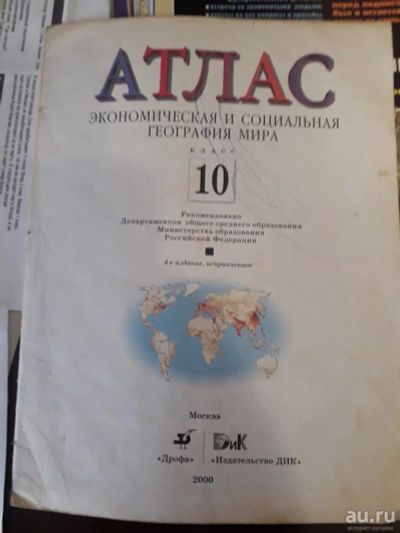 АТЛАС
ЭКОНОМИЧЕСКАЯ И СОЦИАЛЬНАЯ
ГЕОГРАФИЯ МИРА
КЛАСС
10
Рекомендовано
Департаментом общего среднего образования
Министерства образования
Российской Федерации
4-е издание, исправленное
Москва
ДиК
«Дрофа» «Издательство ДИК»
2000
au.ru